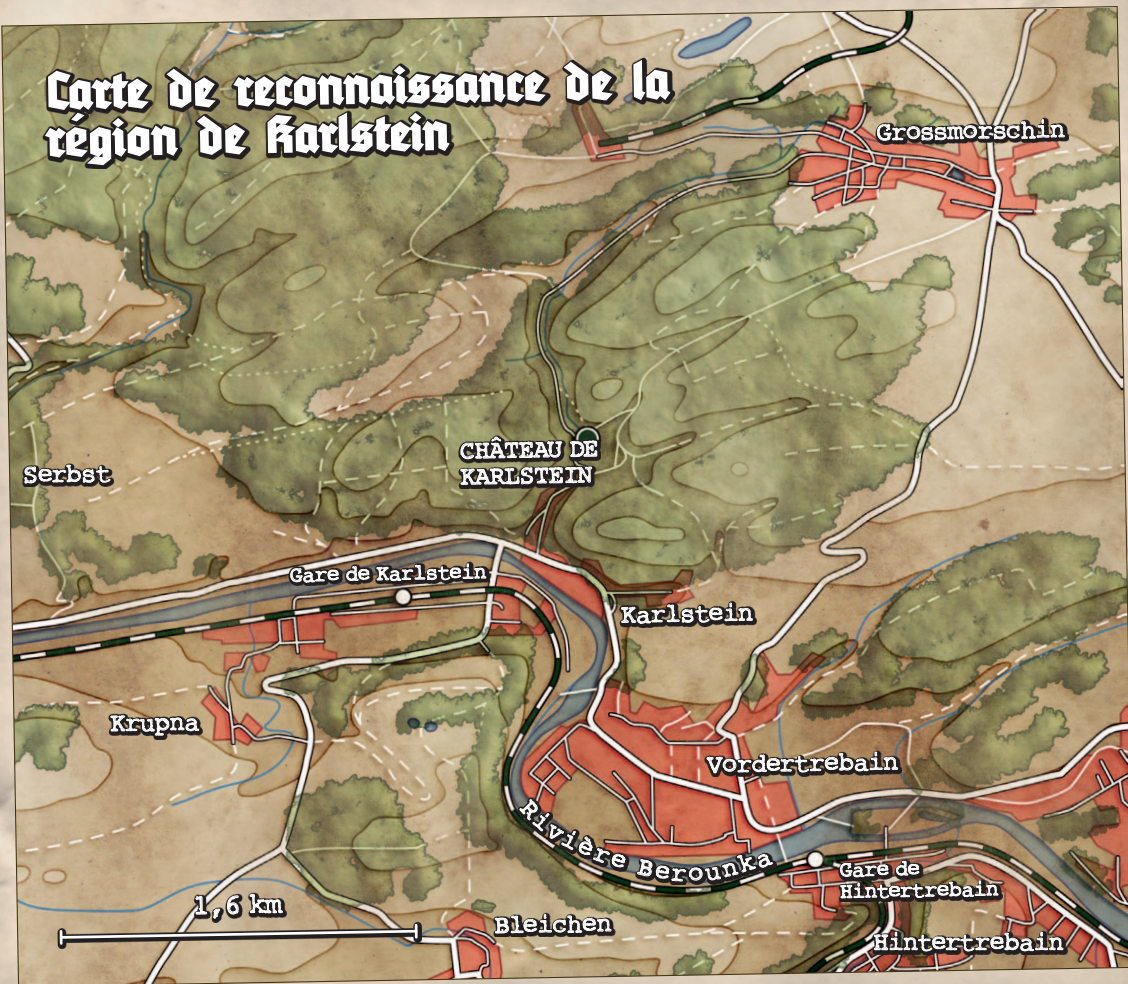 Carte de reconnaissance de la
région de Karlstein
Grossmorschin
CHÂTEAU DE
KARLSTEIN
Serbst
Gare de Karlstein
Karlstein
Krupna
Vordertrebain
Rivière Berounka
Gare de
Hintertrebain
1,6 km
Bleichen
Hintertrebain